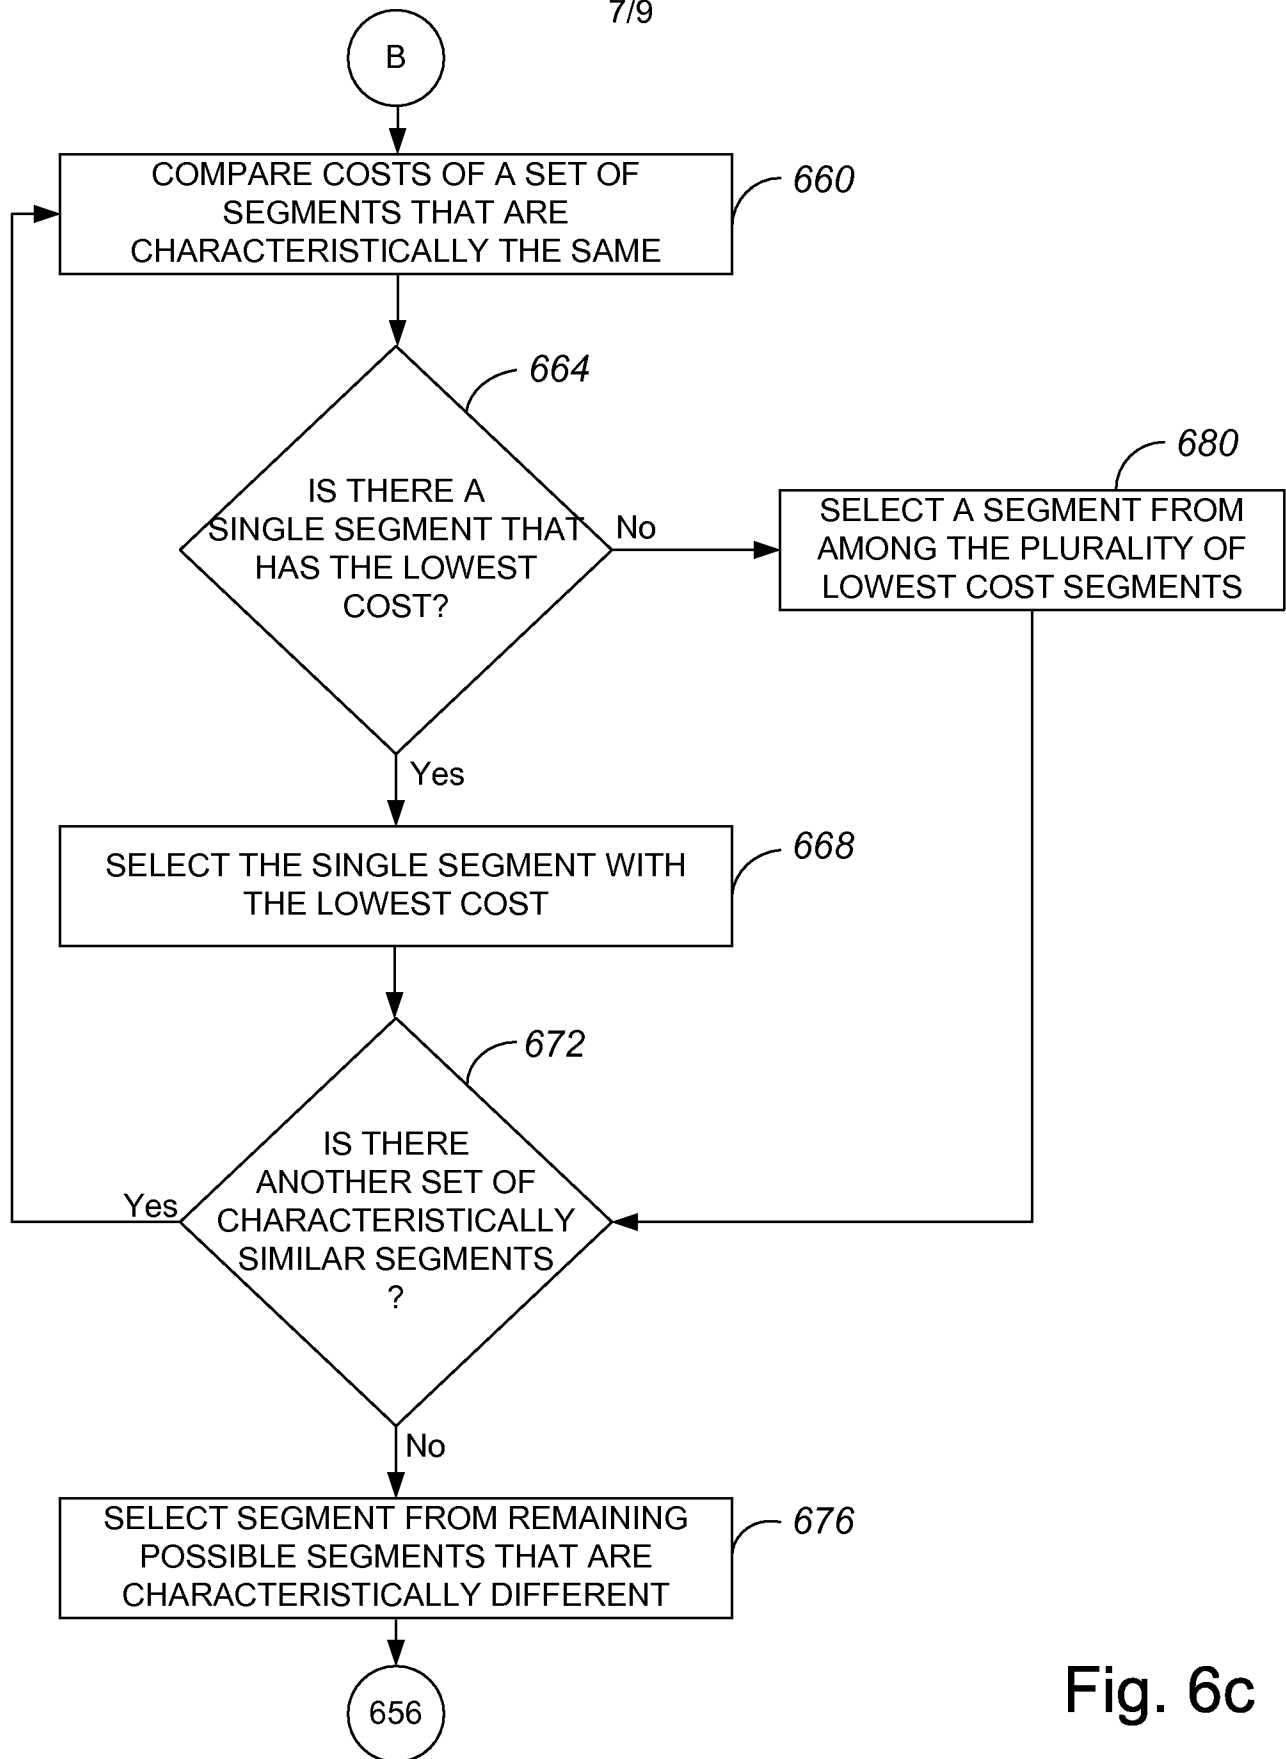 7/9
B
COMPARE COSTS OF A SET OF
SEGMENTS THAT ARE
CHARACTERISTICALLY THE SAME
660
664
IS THERE A
SINGLE SEGMENT THAT
HAS THE LOWEST
COST?
No
680
SELECT A SEGMENT FROM
AMONG THE PLURALITY OF
LOWEST COST SEGMENTS
Yes
SELECT THE SINGLE SEGMENT WITH
THE LOWEST COST
668
672
IS THERE
ANOTHER SET OF
CHARACTERISTICALLY
SIMILAR SEGMENTS
?
Yes
No
SELECT SEGMENT FROM REMAINING
POSSIBLE SEGMENTS THAT ARE
CHARACTERISTICALLY DIFFERENT
676
656
Fig. 6c